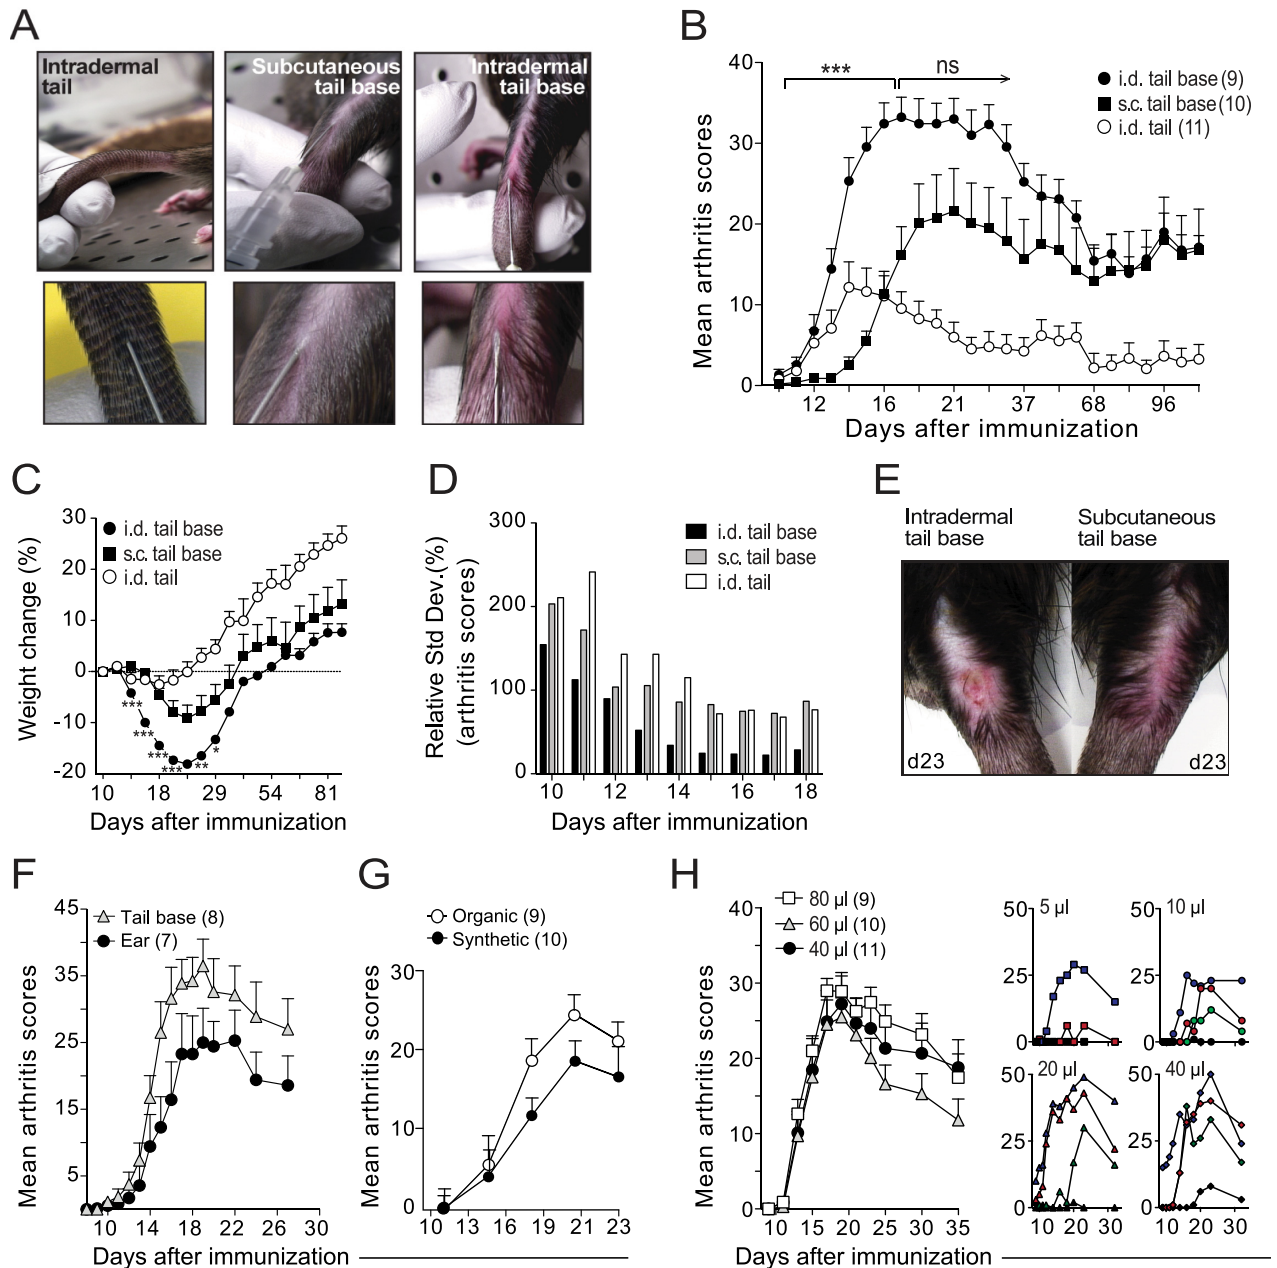 A
Intradermal
tail
Subcutaneous
tail base
Intradermal
tail base
B
40
30
20
10
0
Mean arthritis scores
***
ns
i.d. tail base (9)
s.c. tail base (10)
i.d. tail (11)
12 16 21 37 68 96
Days after immunization
C
30
20
10
0
-10
-20
Weight change (%)
i.d. tail base
s.c. tail base
i.d. tail
***
***
***
***
**
*
10 18 29 54 81
Days after immunization
D
300
200
100
0
Relative Std Dev.(%)
(arthritis scores)
i.d. tail base
s.c. tail base
i.d. tail
10 12 14 16 18
Days after immunization
E
Intradermal
tail base
Subcutaneous
tail base
d23
d23
F
45
35
25
15
5
Mean arthritis scores
Tail base (8)
Ear (7)
10 14 18 22 26 30
Days after immunization
G
Organic (9)
Synthetic (10)
30
20
10
0
Mean arthritis scores
10 13 16 19 21 23
H
80 µl (9)
60 µl (10)
40 µl (11)
40
30
20
10
0
Mean arthritis scores
10 15 20 25 30 35
Days after immunization
5 µl
50
25
0
10 µl
50
25
0
20 µl
50
25
0
10 20 30
40 µl
50
25
0
10 20 30